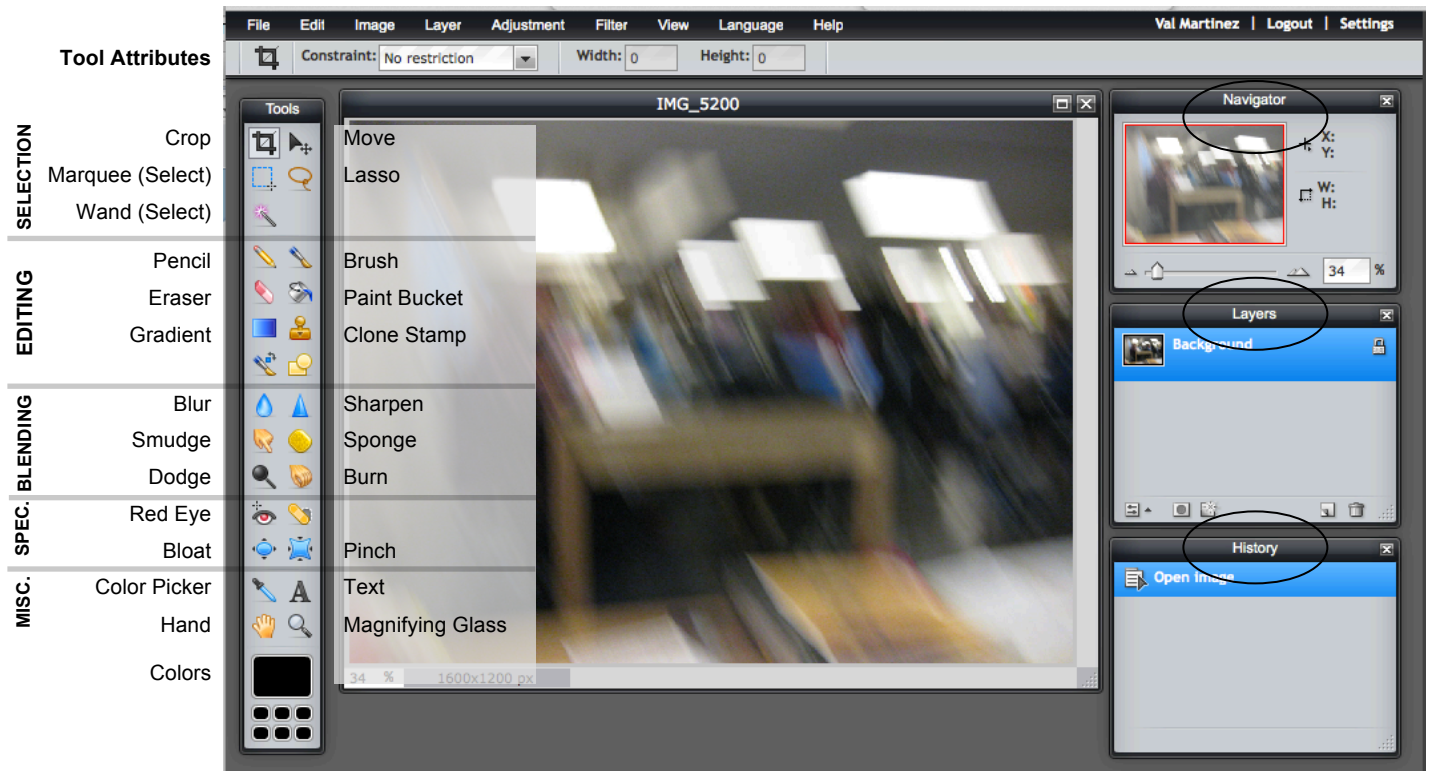 File Edit Image Layer Adjustment Filter View Language Help Val Martinez | Logout | Settings
Tool Attributes
Constraint: No restriction Width: 0 Height: 0
Tools
IMG_5200
Navigator
SELECTION
Crop Move
Marquee (Select) Lasso
Wand (Select)
X:
Y:
W:
H:
34 %
EDITING
Pencil Brush
Eraser Paint Bucket
Gradient Clone Stamp
Layers
Background
BLENDING
Blur Sharpen
Smudge Sponge
Dodge Burn
SPEC.
Red Eye
Bloat Pinch
History
Open image
MISC.
Color Picker A Text
Hand Magnifying Glass
Colors
34 % 1600x1200 px